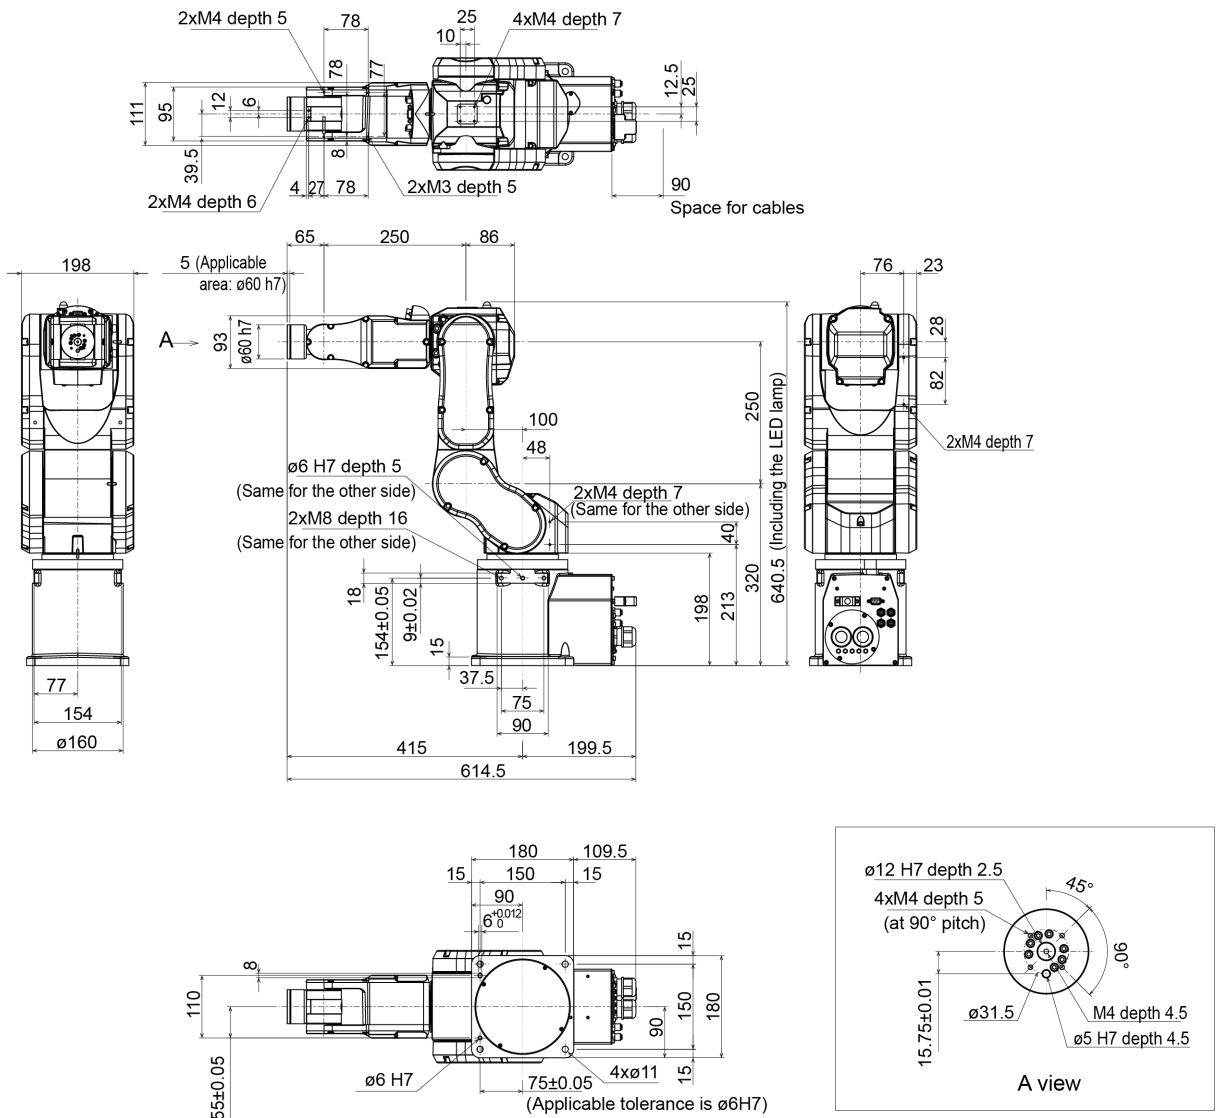 2xM4 depth 5
78
25
10
4xM4 depth 7
111
95
12
6
78
77
12.5
25
39.5
8
4
27
78
2xM3 depth 5
2xM4 depth 6
90
Space for cables
198
5 (Applicable
area: ø60 h7)
65
250
86
76
23
A
93
ø60 h7
28
82
2xM4 depth 7
100
48
250
640.5 (Including the LED lamp)
ø6 H7 depth 5
(Same for the other side)
2xM4 depth 7
(Same for the other side)
2xM8 depth 16
(Same for the other side)
40
320
18
154±0.05
9±0.02
198
213
15
37.5
75
90
77
154
ø160
415
199.5
614.5
180
109.5
15
150
15
90
6 +0.012
0
15
8
110
150
180
90
15
55±0.05
ø6 H7
4xø11
75±0.05
(Applicable tolerance is ø6H7)
ø12 H7 depth 2.5
45°
4xM4 depth 5
(at 90° pitch)
90°
15.75±0.01
ø31.5
M4 depth 4.5
ø5 H7 depth 4.5
A view